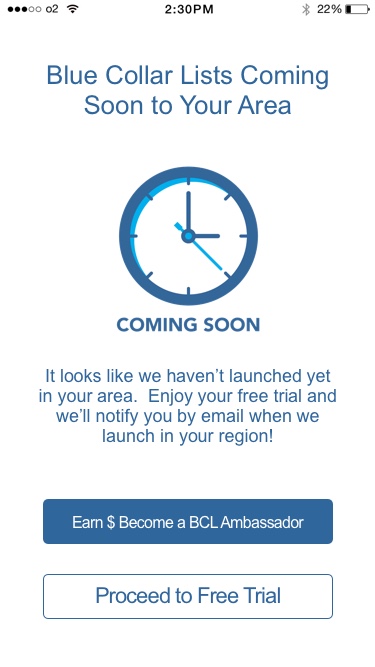 o2 2:30PM 22%
Blue Collar Lists Coming
Soon to Your Area
COMING SOON
It looks like we haven’t launched yet
in your area.  Enjoy your free trial and
we’ll notify you by email when we
launch in your region!
Earn $ Become a BCL Ambassador
Proceed to Free Trial